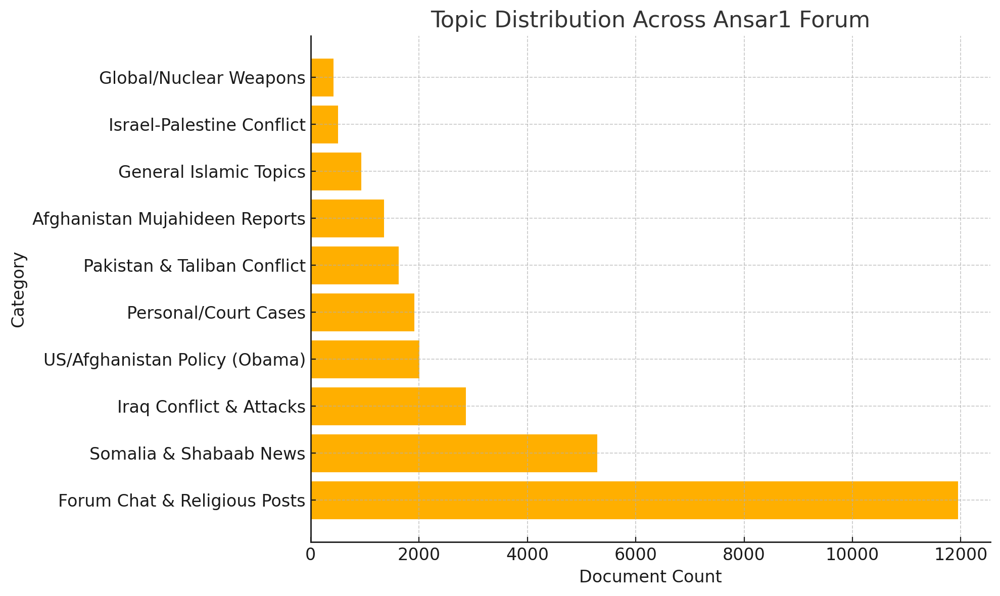 Topic Distribution Across Ansar1 Forum
Global/Nuclear Weapons
Israel-Palestine Conflict
General Islamic Topics
Afghanistan Mujahideen Reports
Pakistan & Taliban Conflict
Personal/Court Cases
US/Afghanistan Policy (Obama)
Iraq Conflict & Attacks
Somalia & Shabaab News
Forum Chat & Religious Posts
Category
0 2000 4000 6000 8000 10000 12000
Document Count